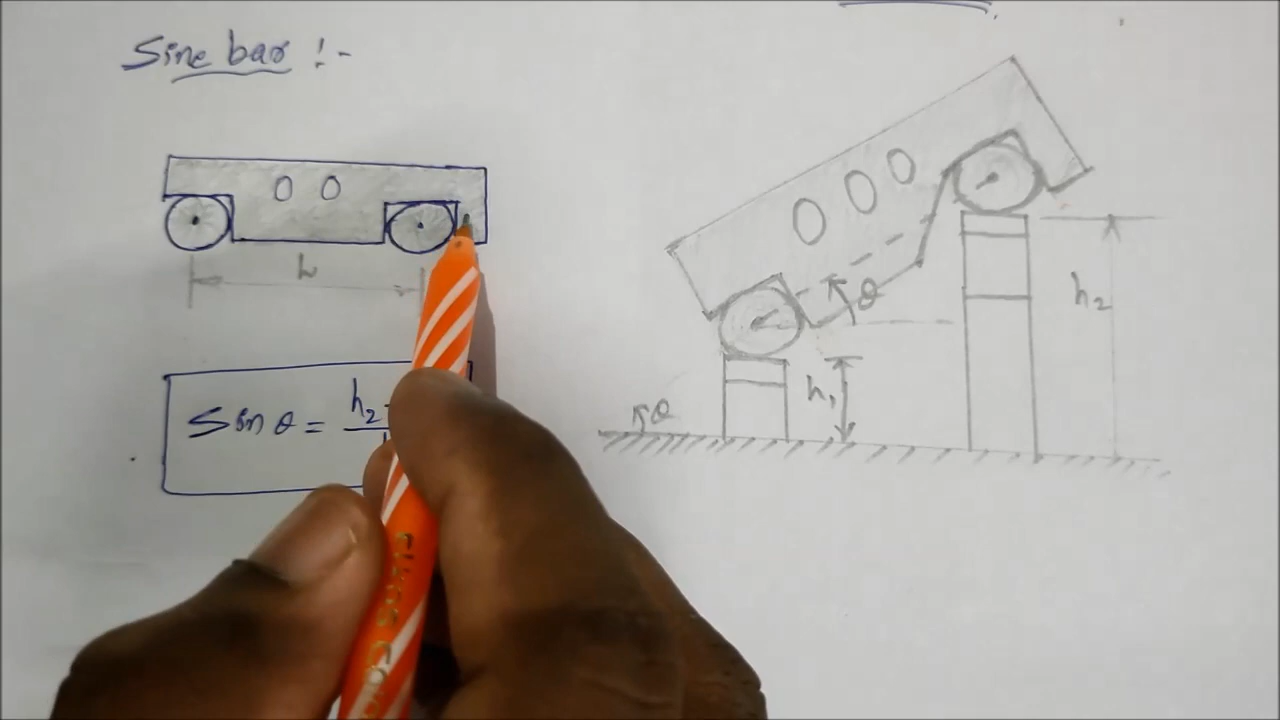 Sine bar :-
L
Sin θ = h₂
θ
h₂
h₁
θ